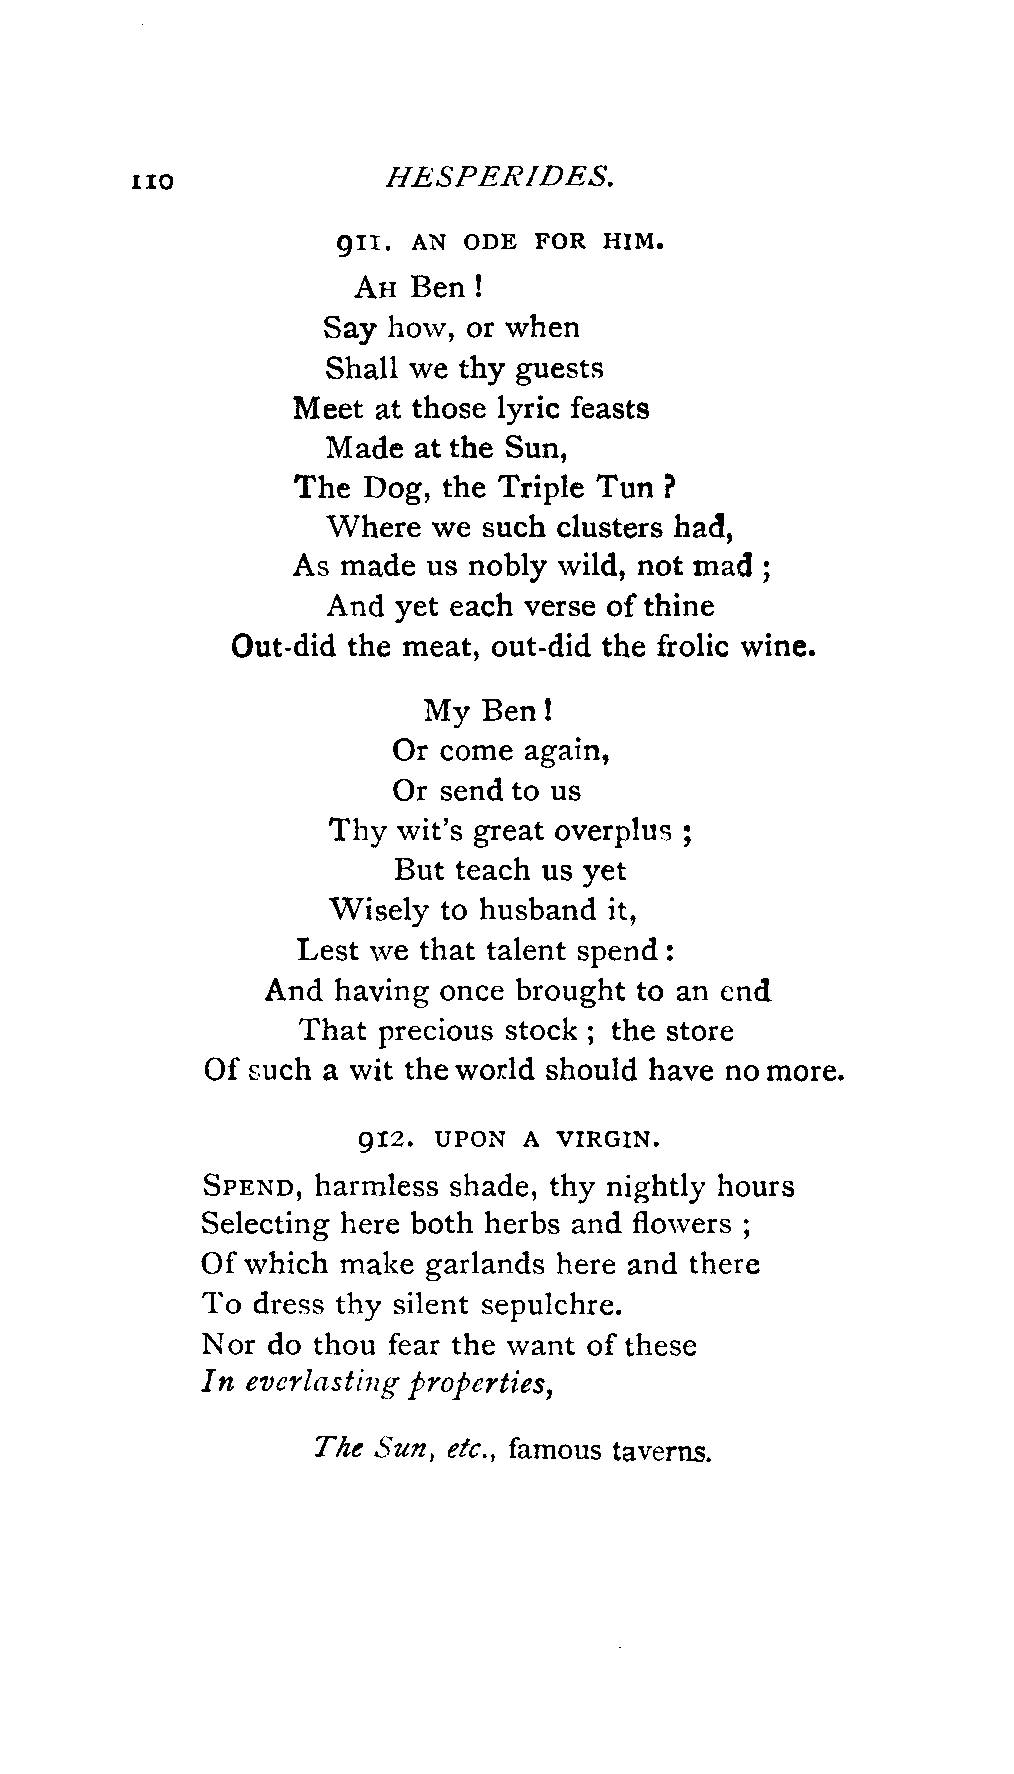 110 HESPERIDES.
911. AN ODE FOR HIM.
AH Ben !
Say how, or when
Shall we thy guests
Meet at those lyric feasts
Made at the Sun,
The Dog, the Triple Tun ?
Where we such clusters had,
As made us nobly wild, not mad ;
And yet each verse of thine
Out-did the meat, out-did the frolic wine.
My Ben !
Or come again,
Or send to us
Thy wit's great overplus ;
But teach us yet
Wisely to husband it,
Lest we that talent spend :
And having once brought to an end
That precious stock ; the store
Of such a wit the world should have no more.
912. UPON A VIRGIN.
SPEND, harmless shade, thy nightly hours
Selecting here both herbs and flowers ;
Of which make garlands here and there
To dress thy silent sepulchre.
Nor do thou fear the want of these
In everlasting properties,
The Sun, etc., famous taverns.